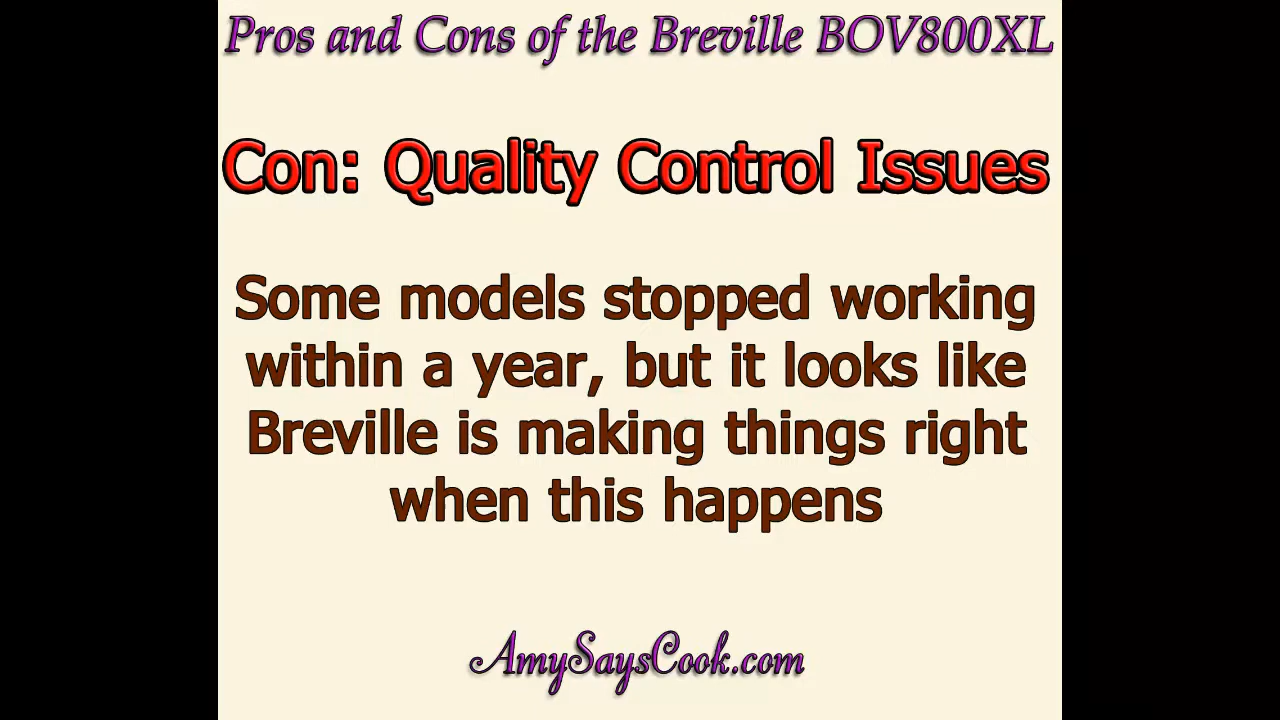 Pros and Cons of the Breville BOV800XL
Con: Quality Control Issues
Some models stopped working
within a year, but it looks like
Breville is making things right
when this happens
AmySaysCook.com